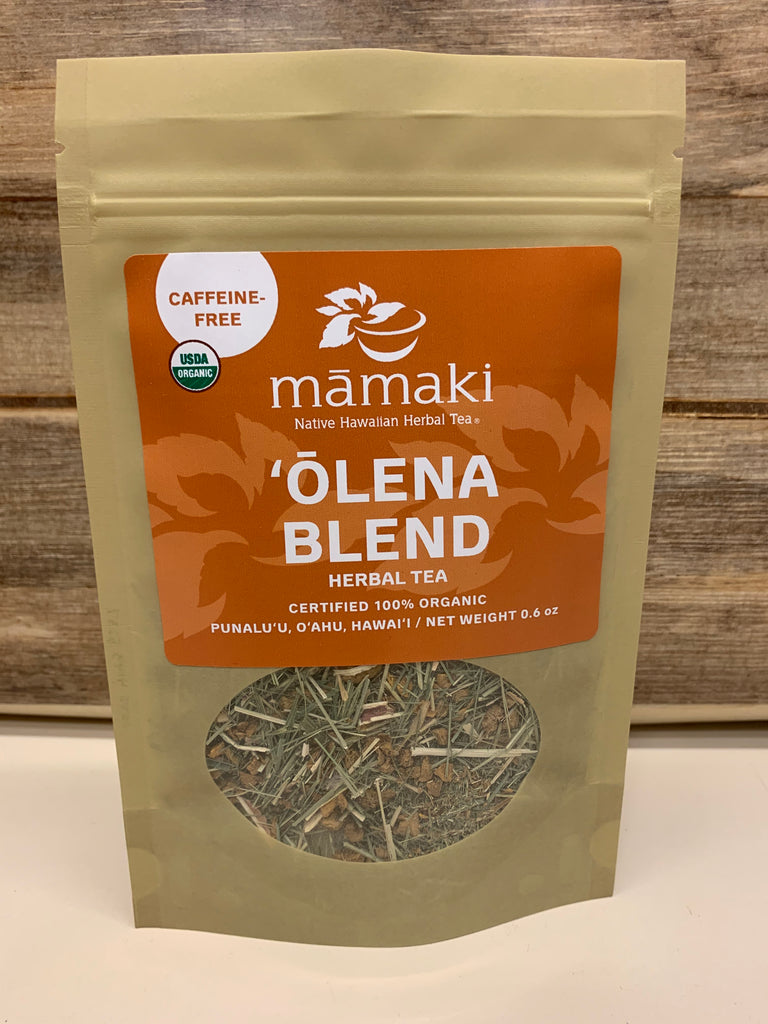 CAFFEINE-
FREE
USDA
ORGANIC
māmaki
Native Hawaiian Herbal Tea®
ʻŌLENA
BLEND
HERBAL TEA
CERTIFIED 100% ORGANIC
PUNALUʻU, OʻAHU, HAWAIʻI / NET WEIGHT 0.6 oz